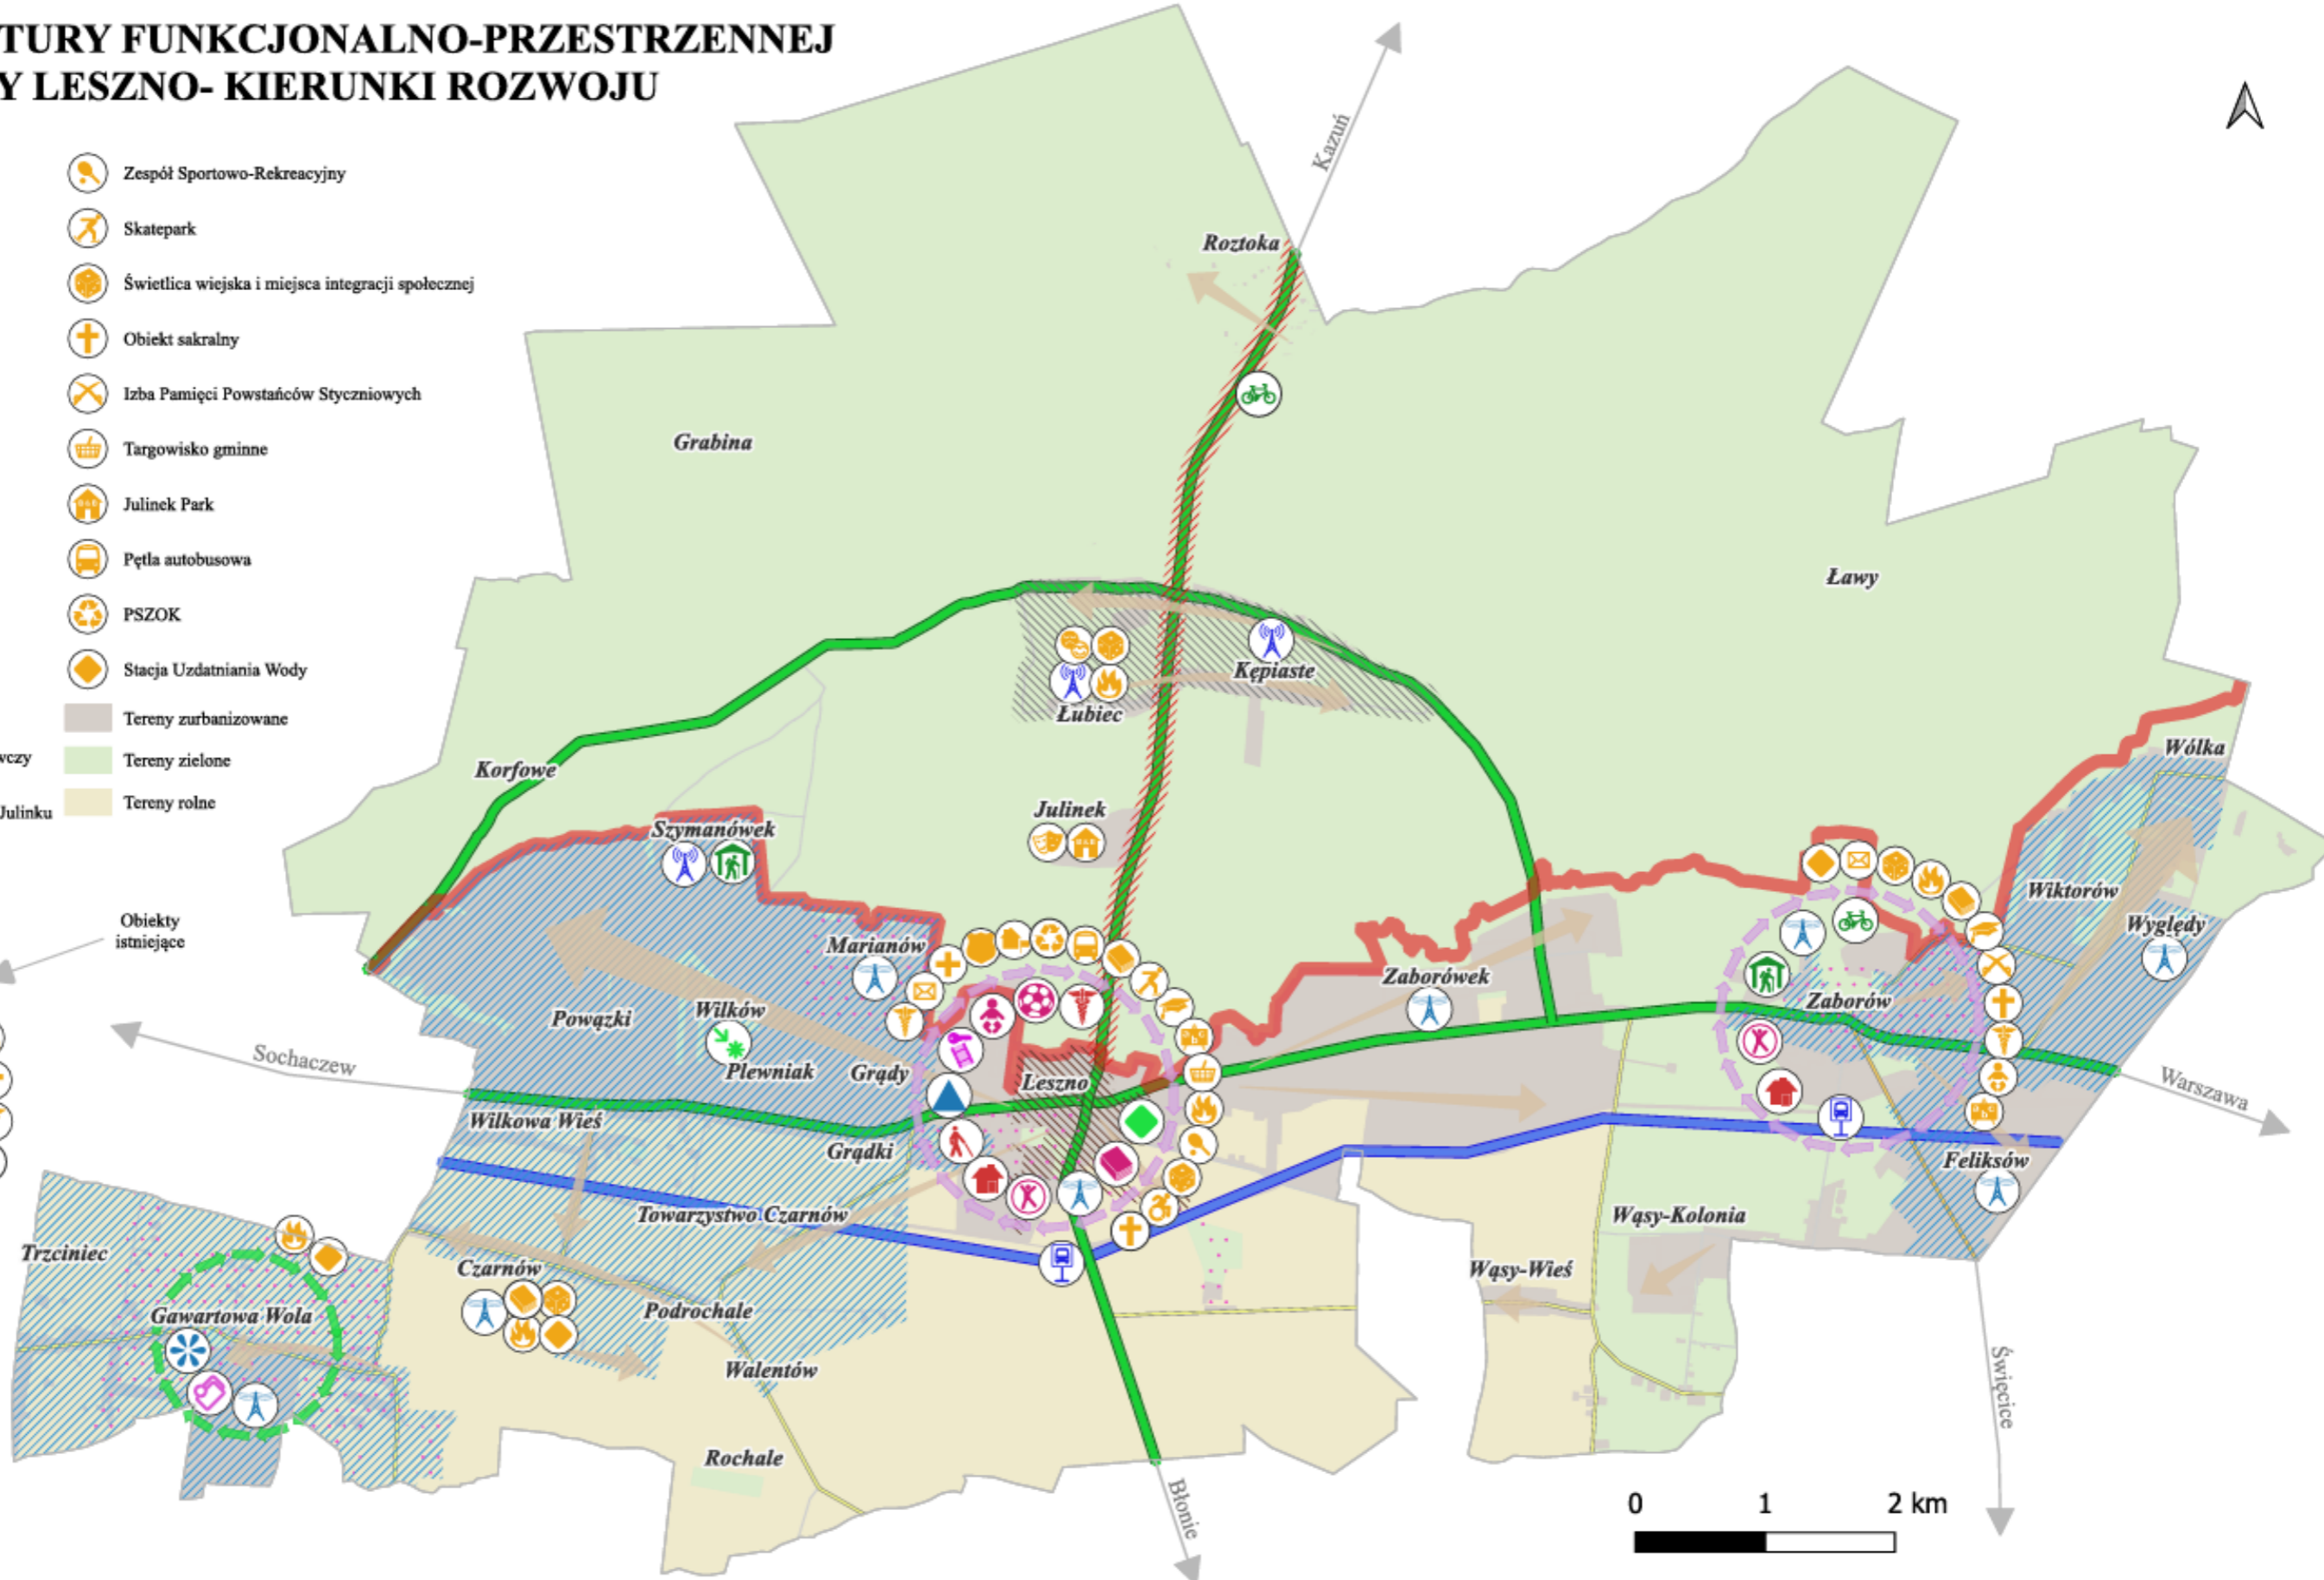 TURY FUNKCJONALNO-PRZESTRZENNEJ
Y LESZNO- KIERUNKI ROZWOJU
Zespół Sportowo-Rekreacyjny
Skatepark
Świetlica wiejska i miejsca integracji społecznej
Obiekt sakralny
Izba Pamięci Powstańców Styczniowych
Targowisko gminne
Julinek Park
Pętla autobusowa
PSZOK
Stacja Uzdatniania Wody
Tereny zurbanizowane
wczy
Tereny zielone
Tereny rolne
Julinku
Obiekty
istniejące
Kazuń
Roztoka
Grabina
Ławy
Kępiaste
Łubiec
Wólka
Korfowe
Julinek
Szymanówek
Wiktorów
Wyględy
Marianów
Zaborówek
Zaborów
Wilków
Powązki
Sochaczew
Plewniak
Grądy
Leszno
Warszawa
Wilkowa Wieś
Grądki
Feliksów
Towarzystwo Czarnów
Wąsy-Kolonia
Trzciniec
Czarnów
Wąsy-Wieś
Gawartowa Wola
Podrochale
Walentów
Święcice
Rochale
Błonie
0 1 2 km